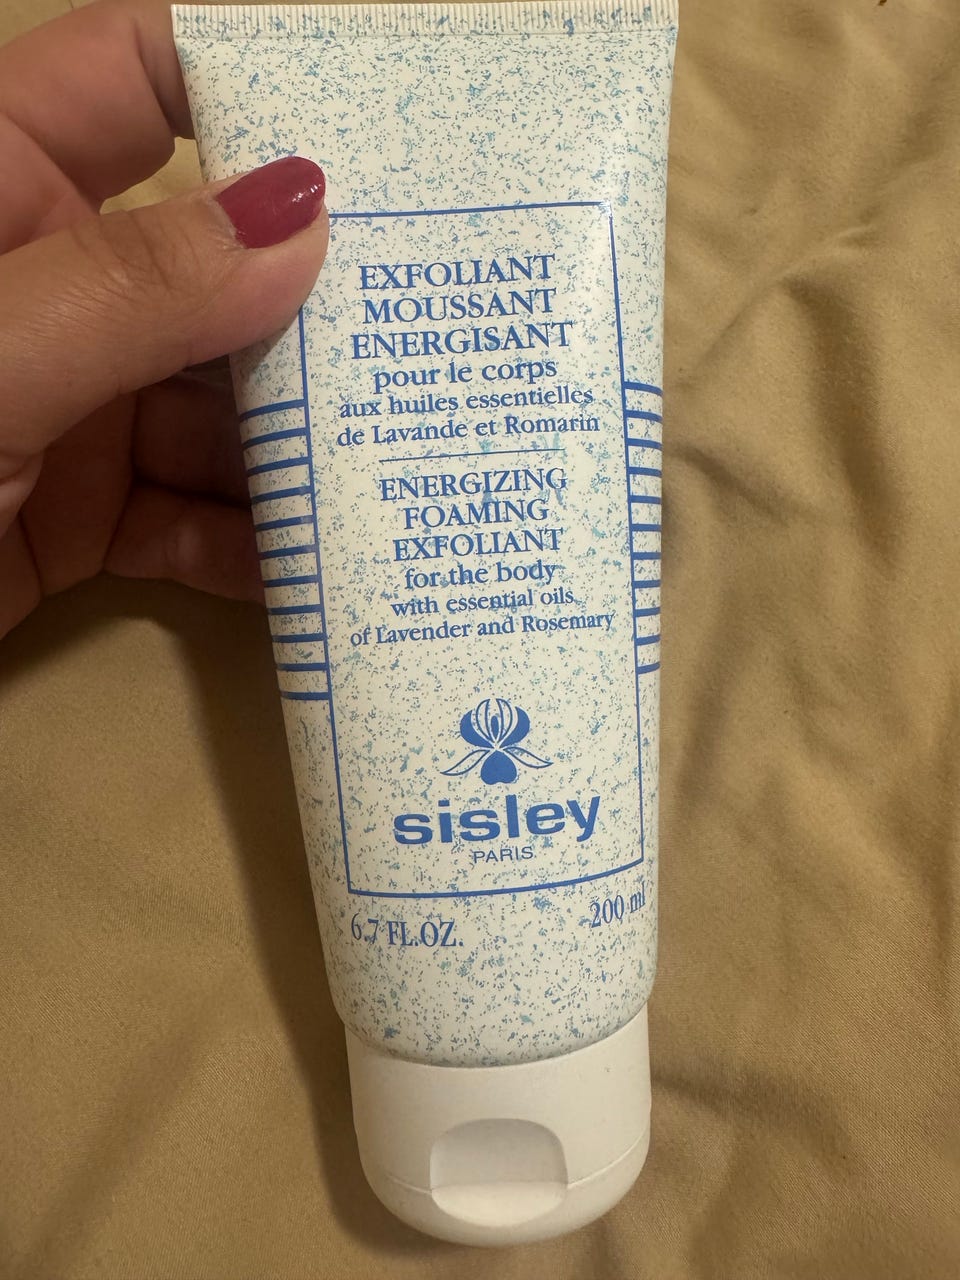 EXFOLIANT
MOUSSANT
ENERGISANT
pour le corps
aux huiles essentielles
de Lavande et Romarin
ENERGIZING
FOAMING
EXFOLIANT
for the body
with essential oils
of Lavender and Rosemary
sisley
PARIS
6.7 FL.OZ. 200 ml